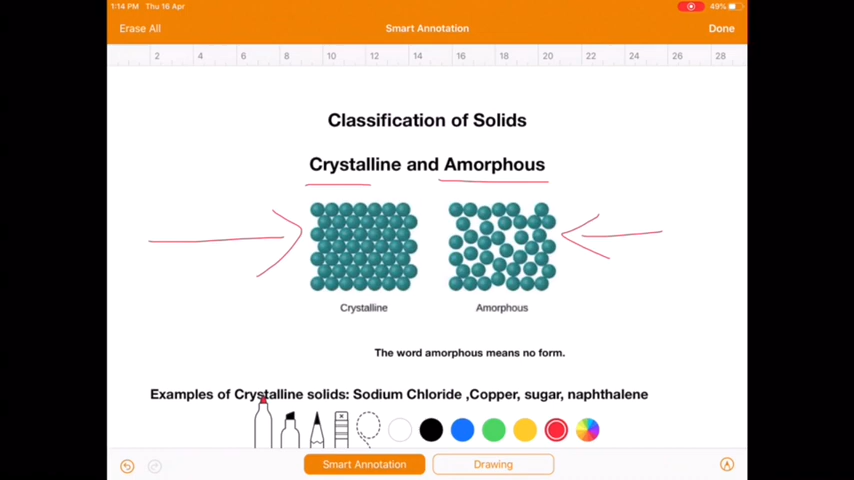 1:14 PM Thu 16 Apr 49%
Erase All Smart Annotation Done
2 4 6 8 10 12 14 16 18 20 22 24 26 28
Classification of Solids
Crystalline and Amorphous
Crystalline Amorphous
The word amorphous means no form.
Examples of Crystalline solids: Sodium Chloride ,Copper, sugar, naphthalene
Smart Annotation Drawing